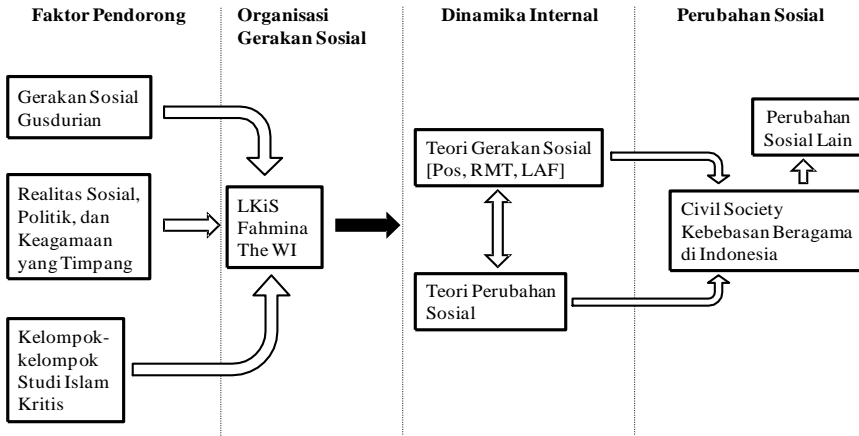 Faktor Pendorong
Organisasi
Gerakan Sosial
Dinamika Internal
Perubahan Sosial
Gerakan Sosial
Gusdurian
Realitas Sosial,
Politik, dan
Keagamaan
yang Timpang
Kelompok-
kelompok
Studi Islam
Kritis
LKiS
Fahmina
The WI
Teori Gerakan Sosial
[Pos, RMT, LAF]
Teori Perubahan
Sosial
Perubahan
Sosial Lain
Civil Society
Kebebasan Beragama
di Indonesia